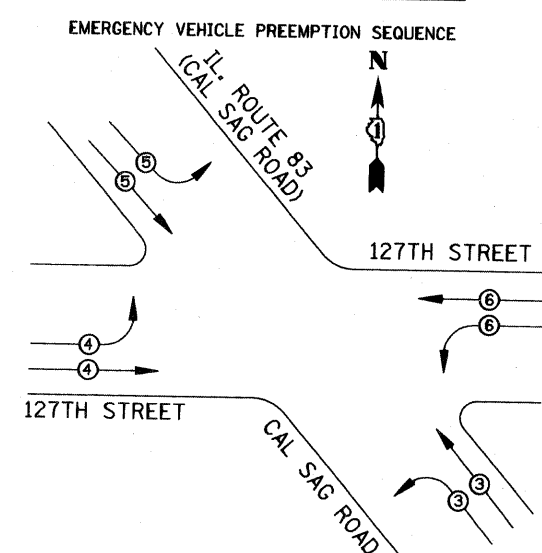 EMERGENCY VEHICLE PREEMPTION SEQUENCE
N
IL. ROUTE 83
(CAL SAG ROAD)
1
5
5
127TH STREET
6
6
4
4
127TH STREET
CAL SAG ROAD
3
3